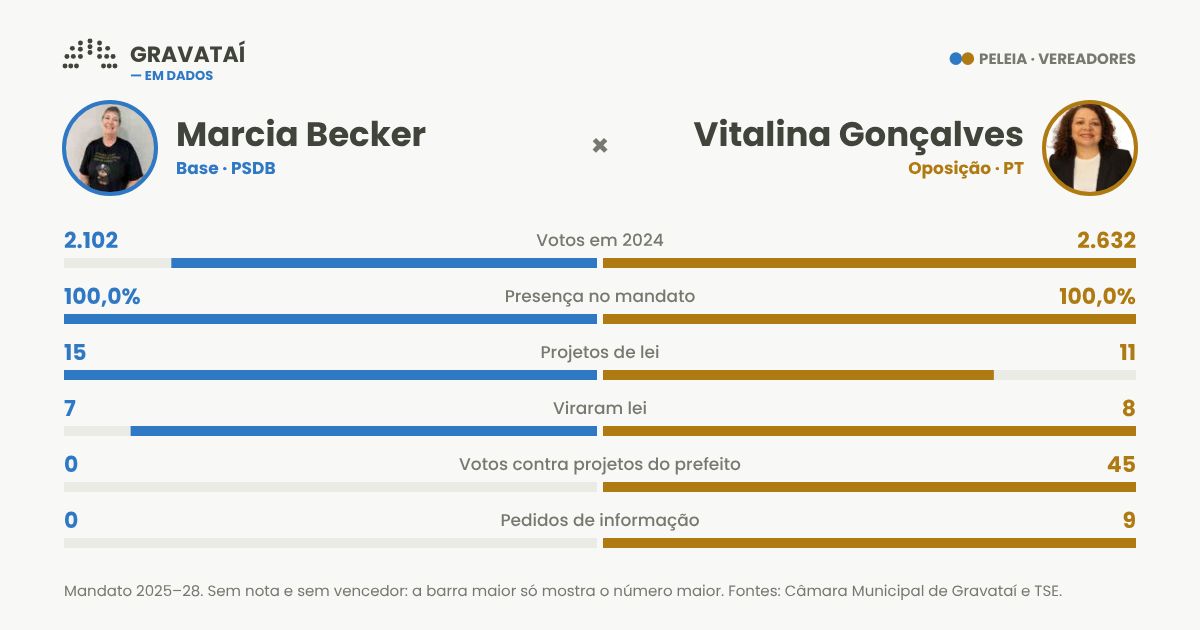 GRAVATAÍ
— EM DADOS
PELEIA · VEREADORES
Marcia Becker
Base · PSDB
×
Vitalina Gonçalves
Oposição · PT
2.102 Votos em 2024 2.632
100,0% Presença no mandato 100,0%
15 Projetos de lei 11
7 Viraram lei 8
0 Votos contra projetos do prefeito 45
0 Pedidos de informação 9
Mandato 2025–28. Sem nota e sem vencedor: a barra maior só mostra o número maior. Fontes: Câmara Municipal de Gravataí e TSE.